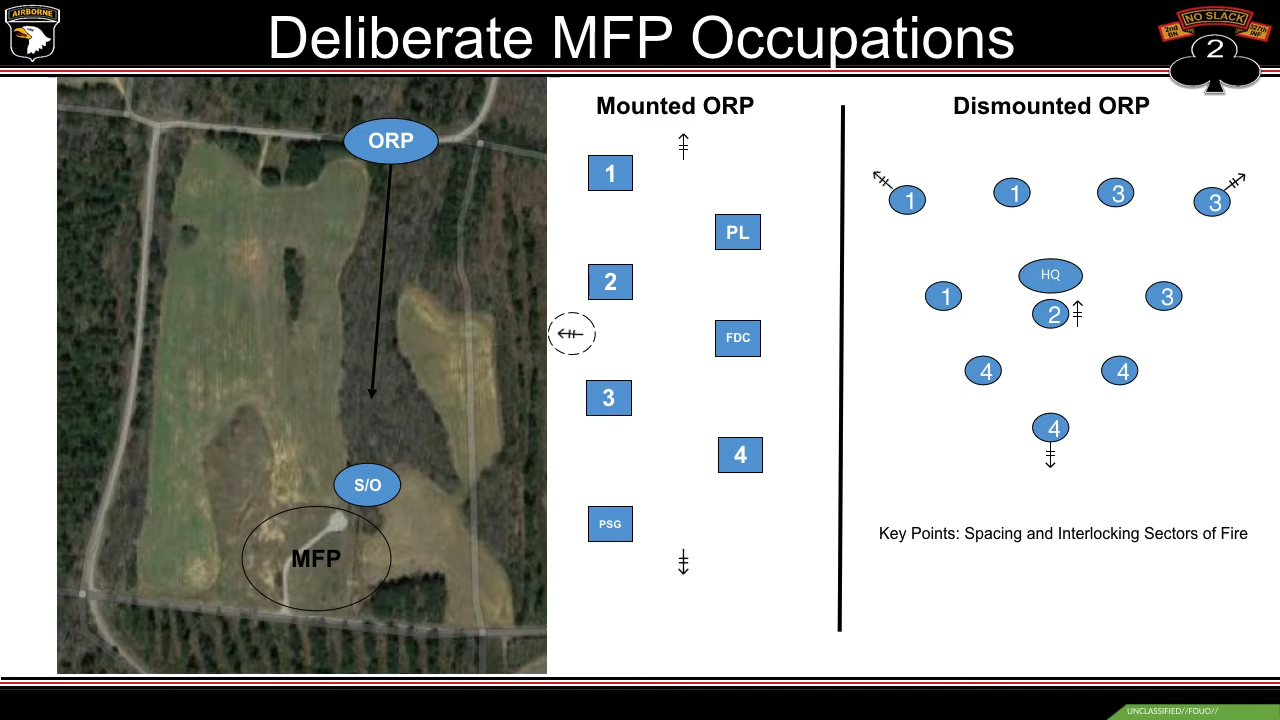 AIRBORNE
Deliberate MFP Occupations
NO SLACK
2nd BN
327th INF
2
ORP
S/O
MFP
Mounted ORP
1
PL
2
FDC
3
4
PSG
Dismounted ORP
1
1
3
3
HQ
1
2
3
4
4
4
Key Points: Spacing and Interlocking Sectors of Fire
UNCLASSIFIED//FOUO//